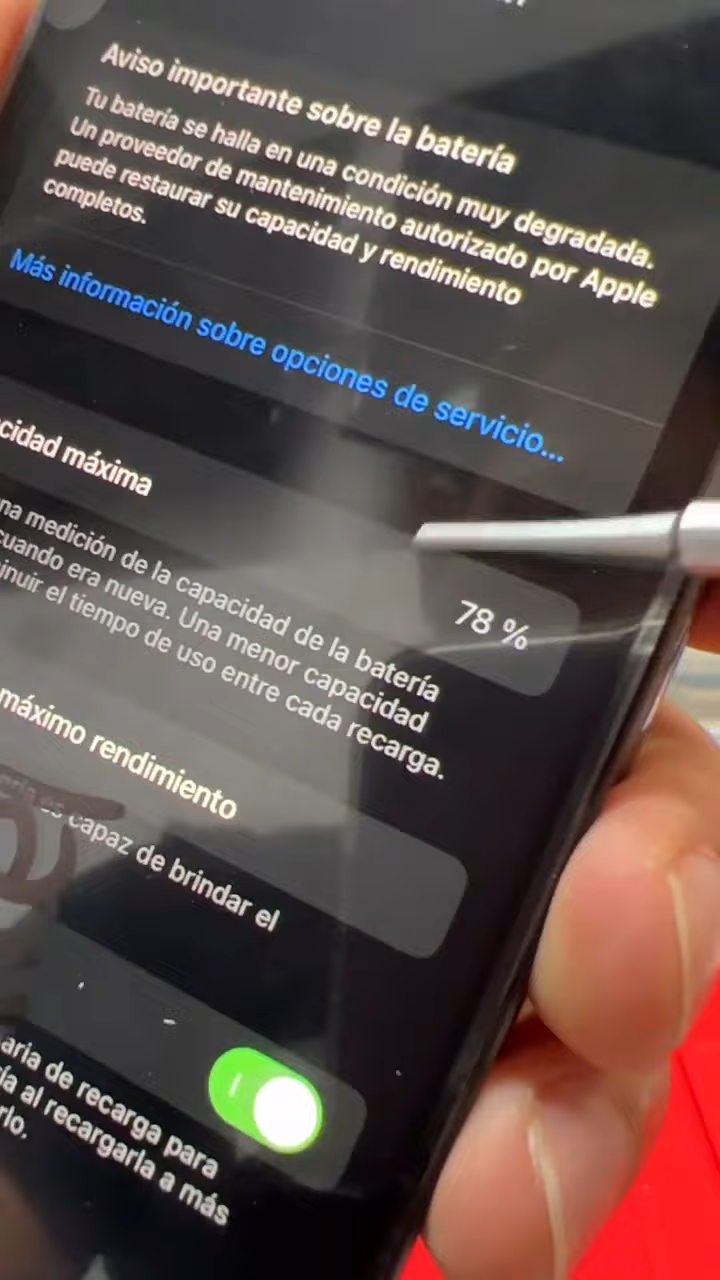 Aviso importante sobre la batería
Tu batería se halla en una condición muy degradada.
Un proveedor de mantenimiento autorizado por Apple
puede restaurar su capacidad y rendimiento
completos.
Más información sobre opciones de servicio...
cidad máxima
78 %
na medición de la capacidad de la batería
cuando era nueva. Una menor capacidad
inuir el tiempo de uso entre cada recarga.
máximo rendimiento
es capaz de brindar el
aria de recarga para
ía al recargarla a más
rlo.